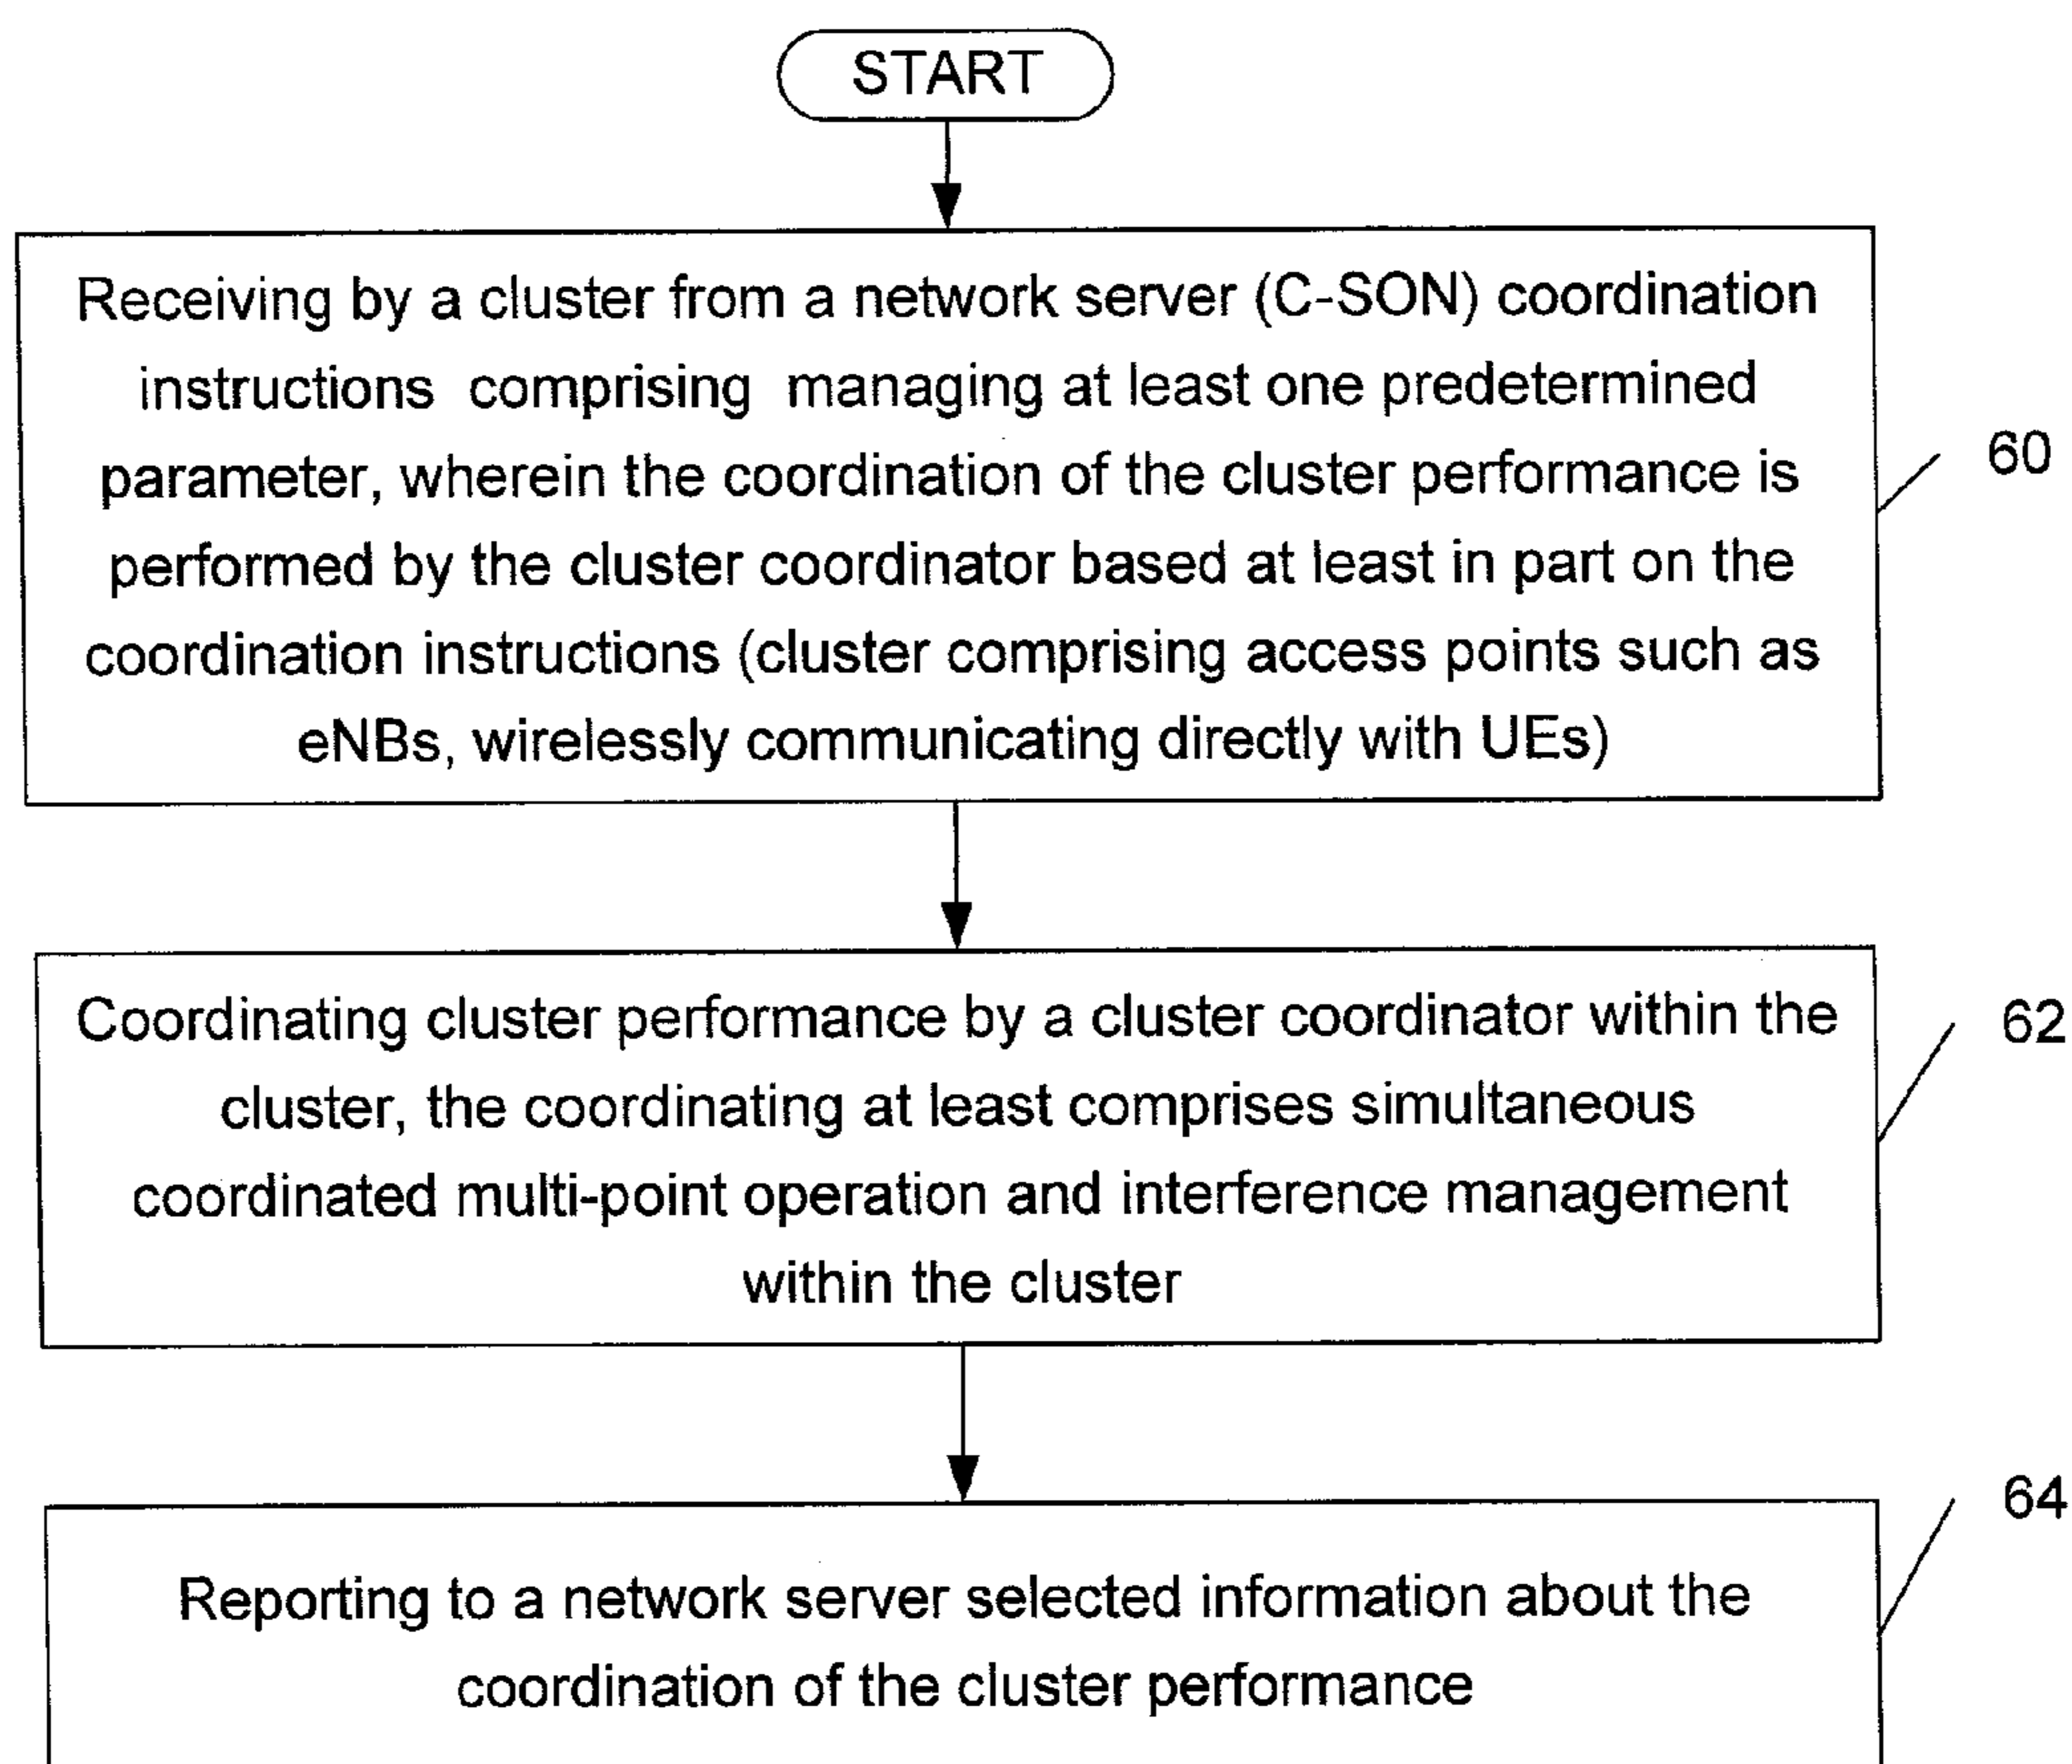 START
Receiving by a cluster from a network server (C-SON) coordination
instructions comprising managing at least one predetermined
parameter, wherein the coordination of the cluster performance is
performed by the cluster coordinator based at least in part on the
coordination instructions (cluster comprising access points such as
eNBs, wirelessly communicating directly with UEs)
60
Coordinating cluster performance by a cluster coordinator within the
cluster, the coordinating at least comprises simultaneous
coordinated multi-point operation and interference management
within the cluster
62
Reporting to a network server selected information about the
coordination of the cluster performance
64